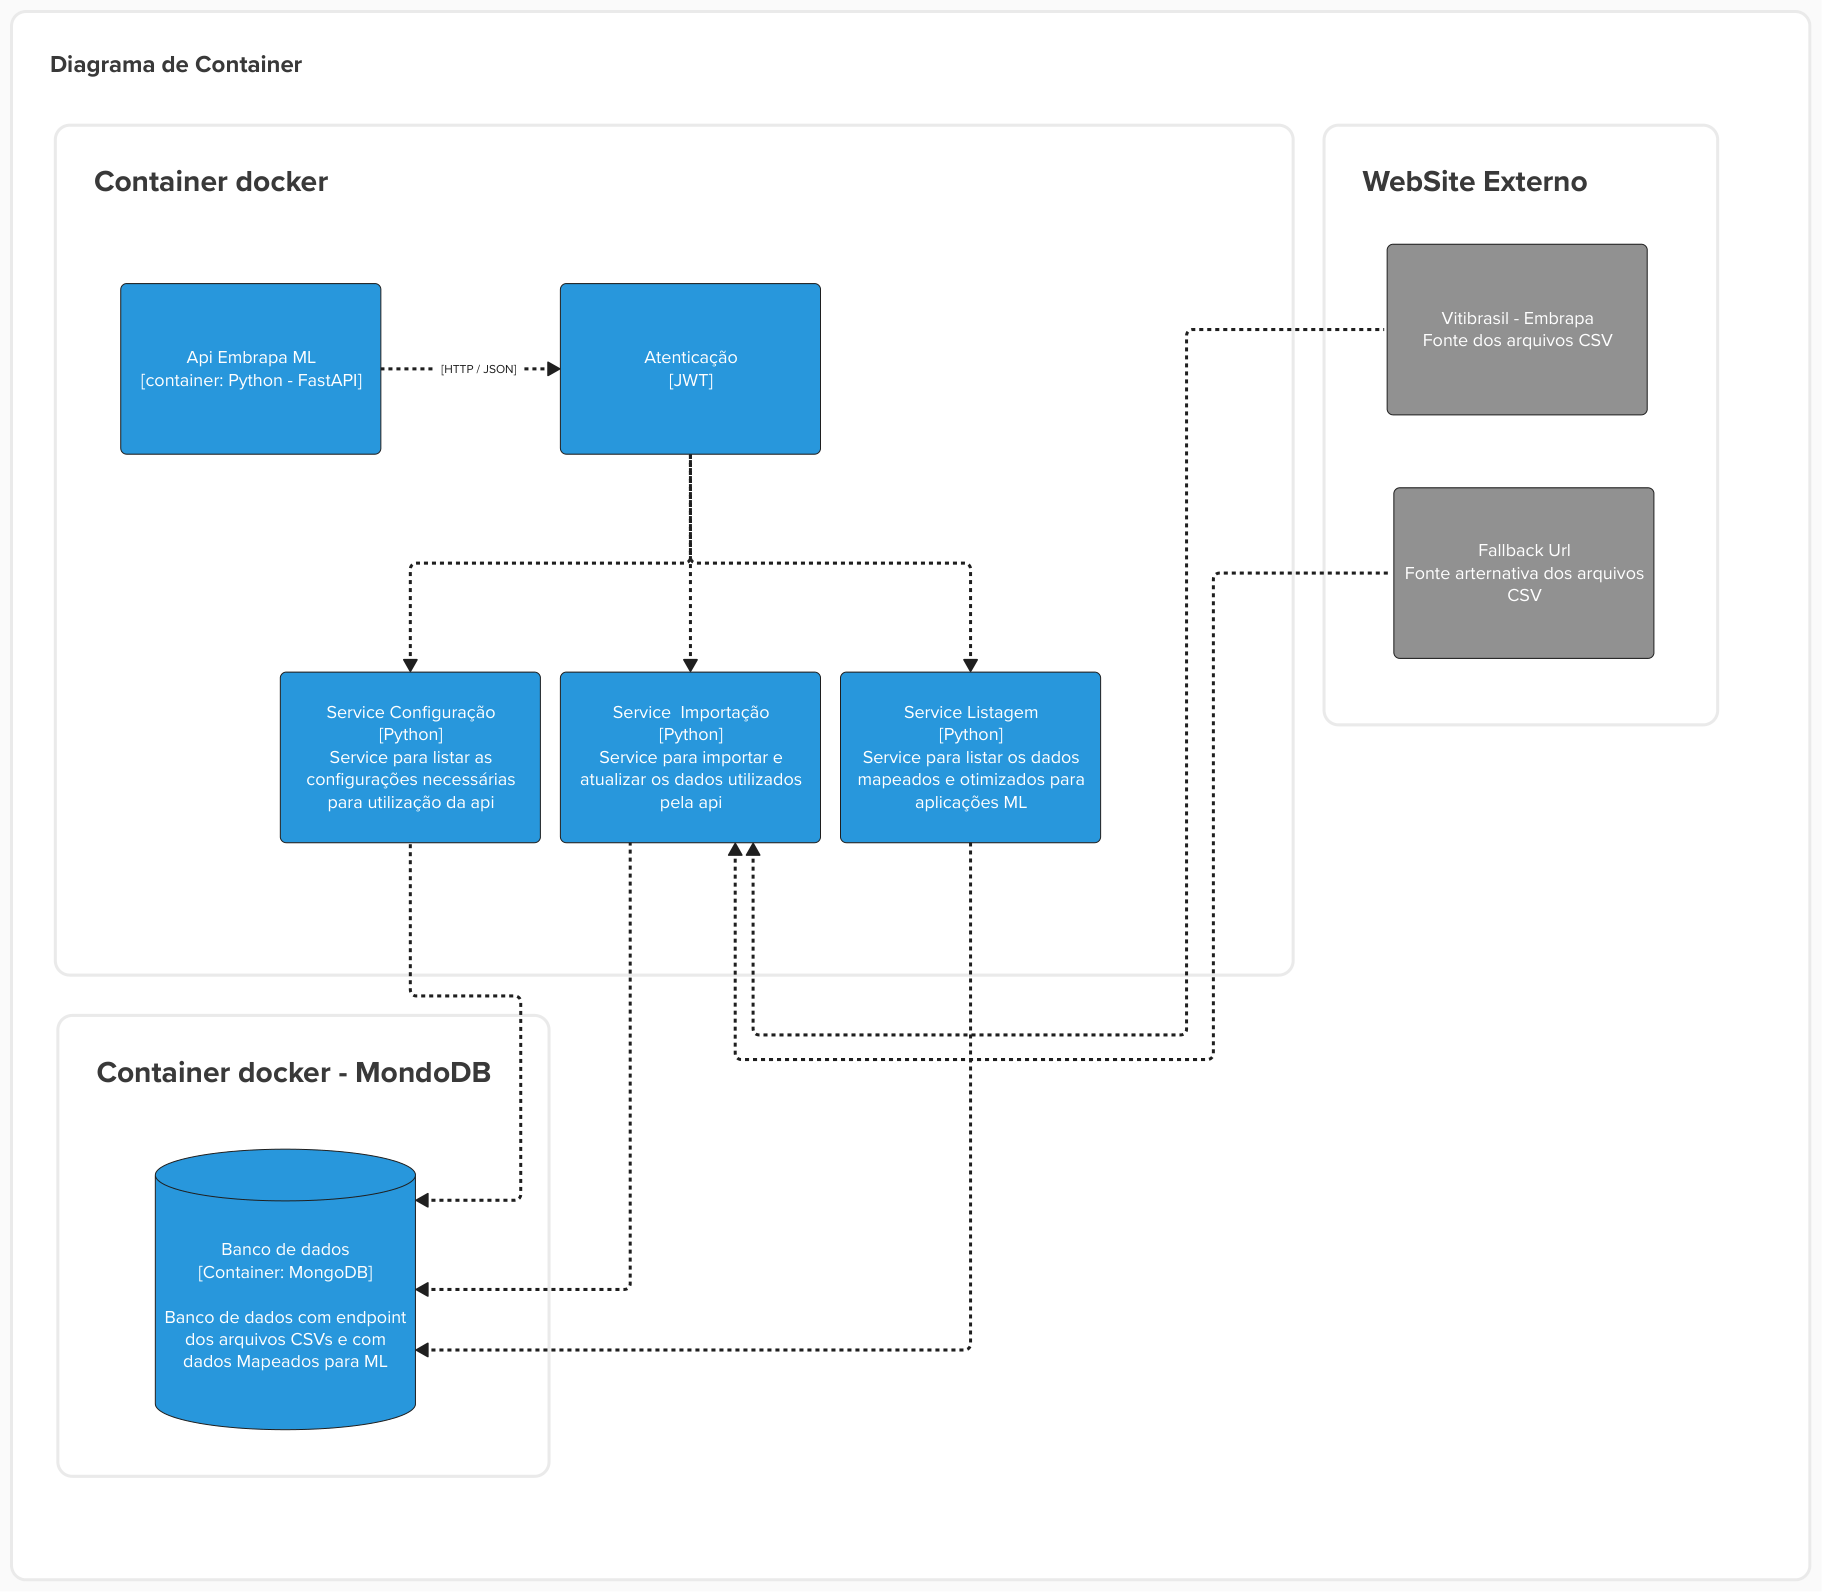 Diagrama de Container
Container docker
WebSite Externo
Api Embrapa ML
[container: Python - FastAPI]
[HTTP / JSON]
Atenticação
[JWT]
Vitibrasil - Embrapa
Fonte dos arquivos CSV
Fallback Url
Fonte arternativa dos arquivos
CSV
Service Configuração
[Python]
Service para listar as
configurações necessárias
para utilização da api
Service  Importação
[Python]
Service para importar e
atualizar os dados utilizados
pela api
Service Listagem
[Python]
Service para listar os dados
mapeados e otimizados para
aplicações ML
Container docker - MondoDB
Banco de dados
[Container: MongoDB]
Banco de dados com endpoint
dos arquivos CSVs e com
dados Mapeados para ML